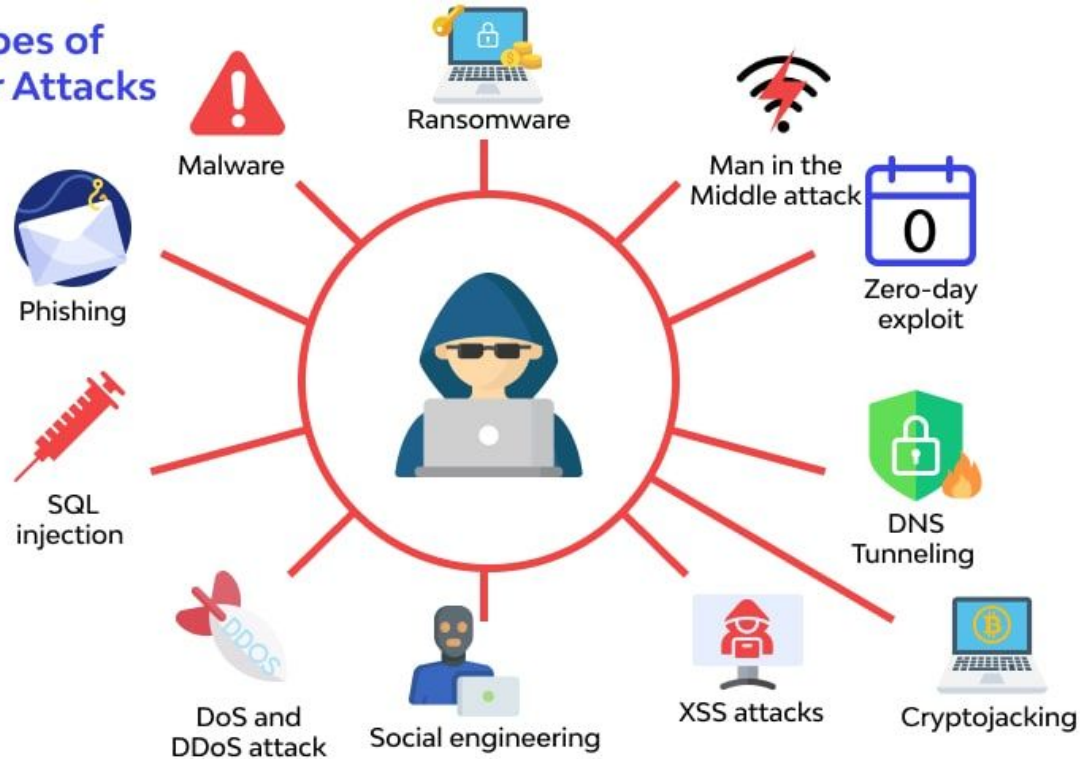 pes of
r Attacks
Ransomware
Malware
Man in the
Middle attack
0
Phishing
Zero-day
exploit
SQL
injection
DNS
Tunneling
DDOS
DoS and
DDoS attack
Social engineering
XSS attacks
Cryptojacking